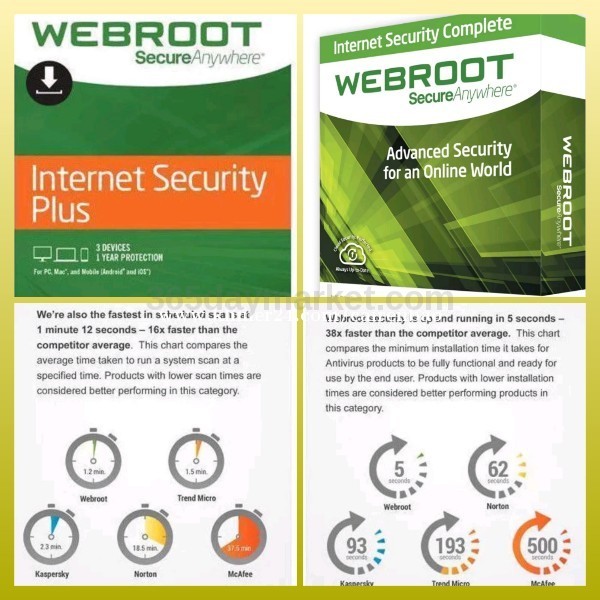 WEBROOT
SecureAnywhere®
Internet Security
Plus
3 DEVICES
1 YEAR PROTECTION
For PC, Mac®, and Mobile (Android® and iOS®)
Internet Security Complete
WEBROOT
SecureAnywhere®
Advanced Security
for an Online World
Always Up-to-Date
WEBROOT
SecureAnywhere®
365daymarket.com
We're also the fastest in scheduled scan at
1 minute 12 seconds – 16x faster than the
competitor average. This chart compares the
average time taken to run a system scan at a
specified time. Products with lower scan times are
considered better performing in this category.
1.2 min.
Webroot
1.5 min.
Trend Micro
2.3 min.
Kaspersky
18.5 min.
Norton
37.5 min
McAfee
Webroot security is up and running in 5 seconds –
38x faster than the competitor average. This chart
compares the minimum installation time it takes for
Antivirus products to be fully functional and ready for
use by the end user. Products with lower installation
times are considered better performing products in
this category.
5
seconds
Webroot
62
seconds
Norton
93
seconds
Kaspersky
193
seconds
Trend Micro
500
seconds
McAfee